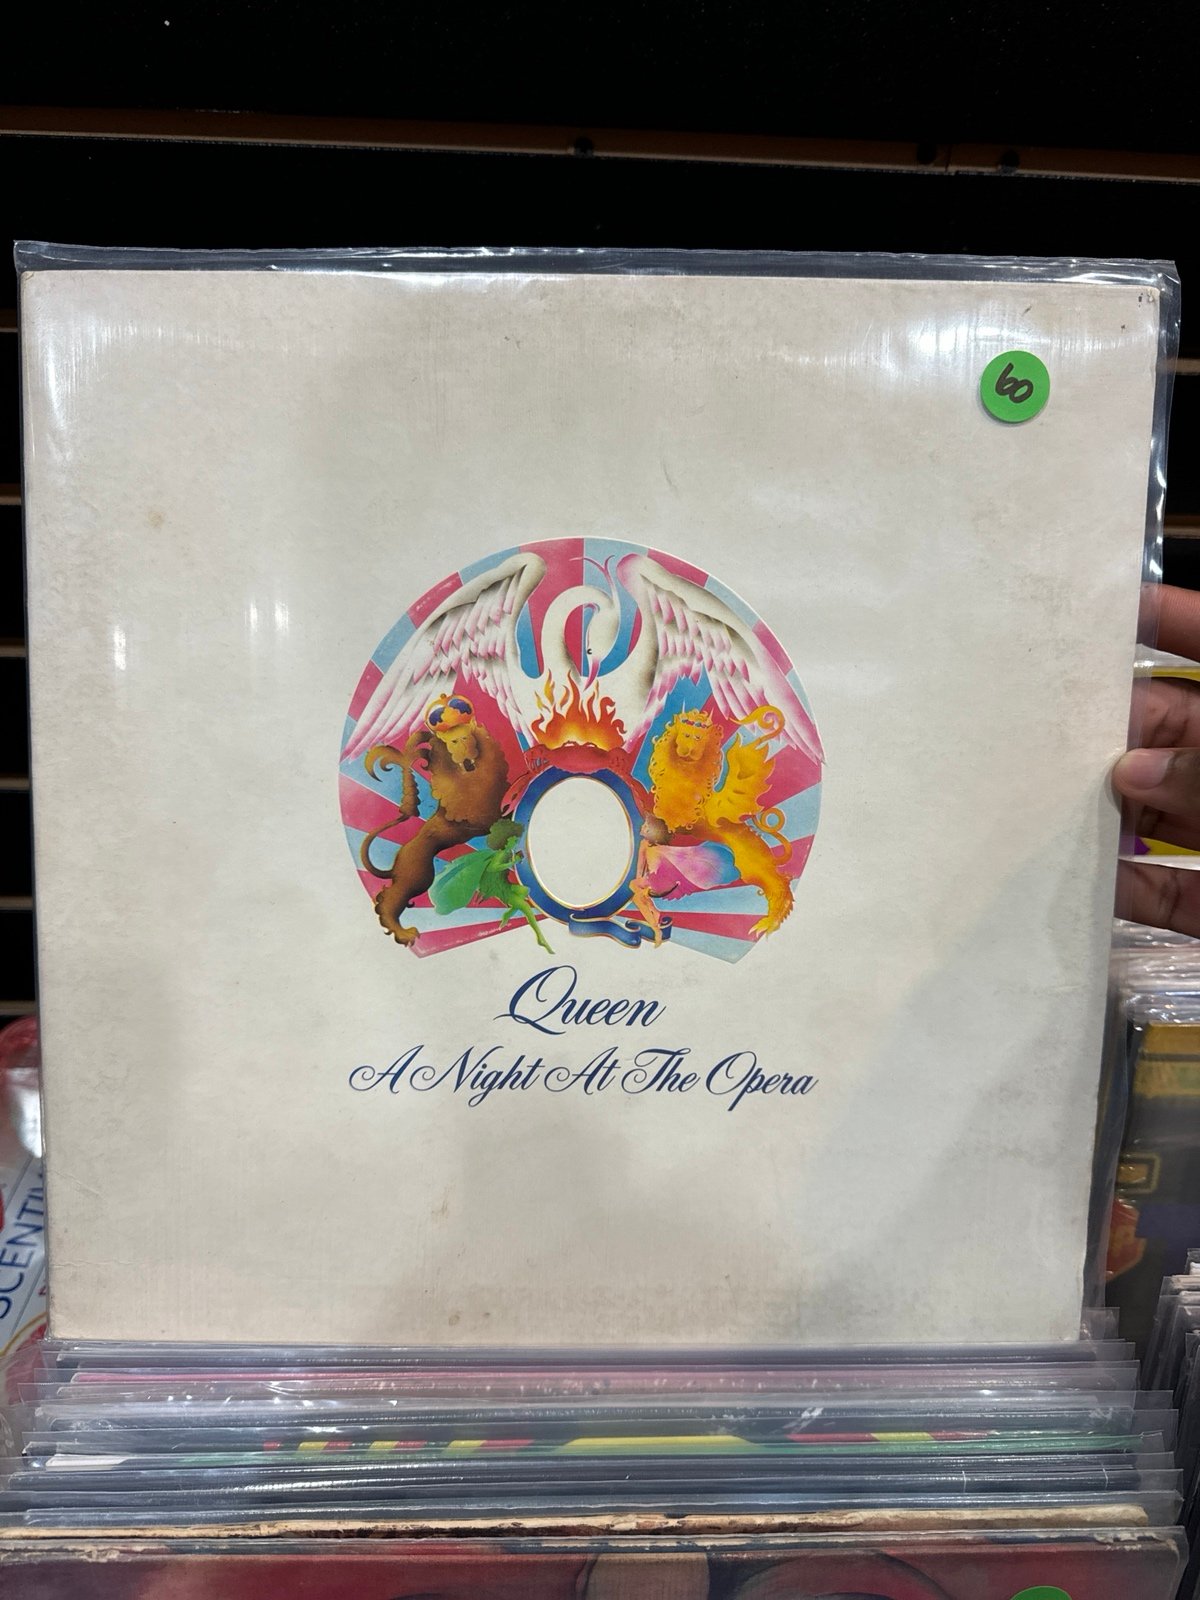 60
Queen
A Night At The Opera